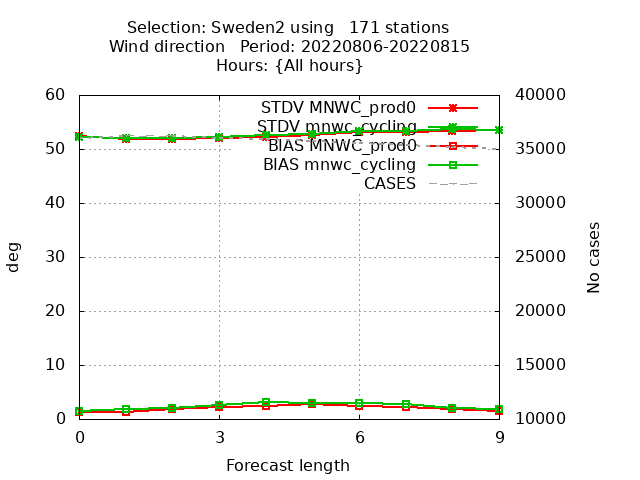 Selection: Sweden2 using   171 stations
Wind direction   Period: 20220806-20220815
Hours: {All hours}
60 40000
STDV MNWC_prod0
STDV mnwc_cycling
50 35000
BIAS MNWC_prod0
BIAS mnwc_cycling
CASES
40 30000
deg
No cases
30 25000
20 20000
10 15000
0 10000
0 3 6 9
Forecast length